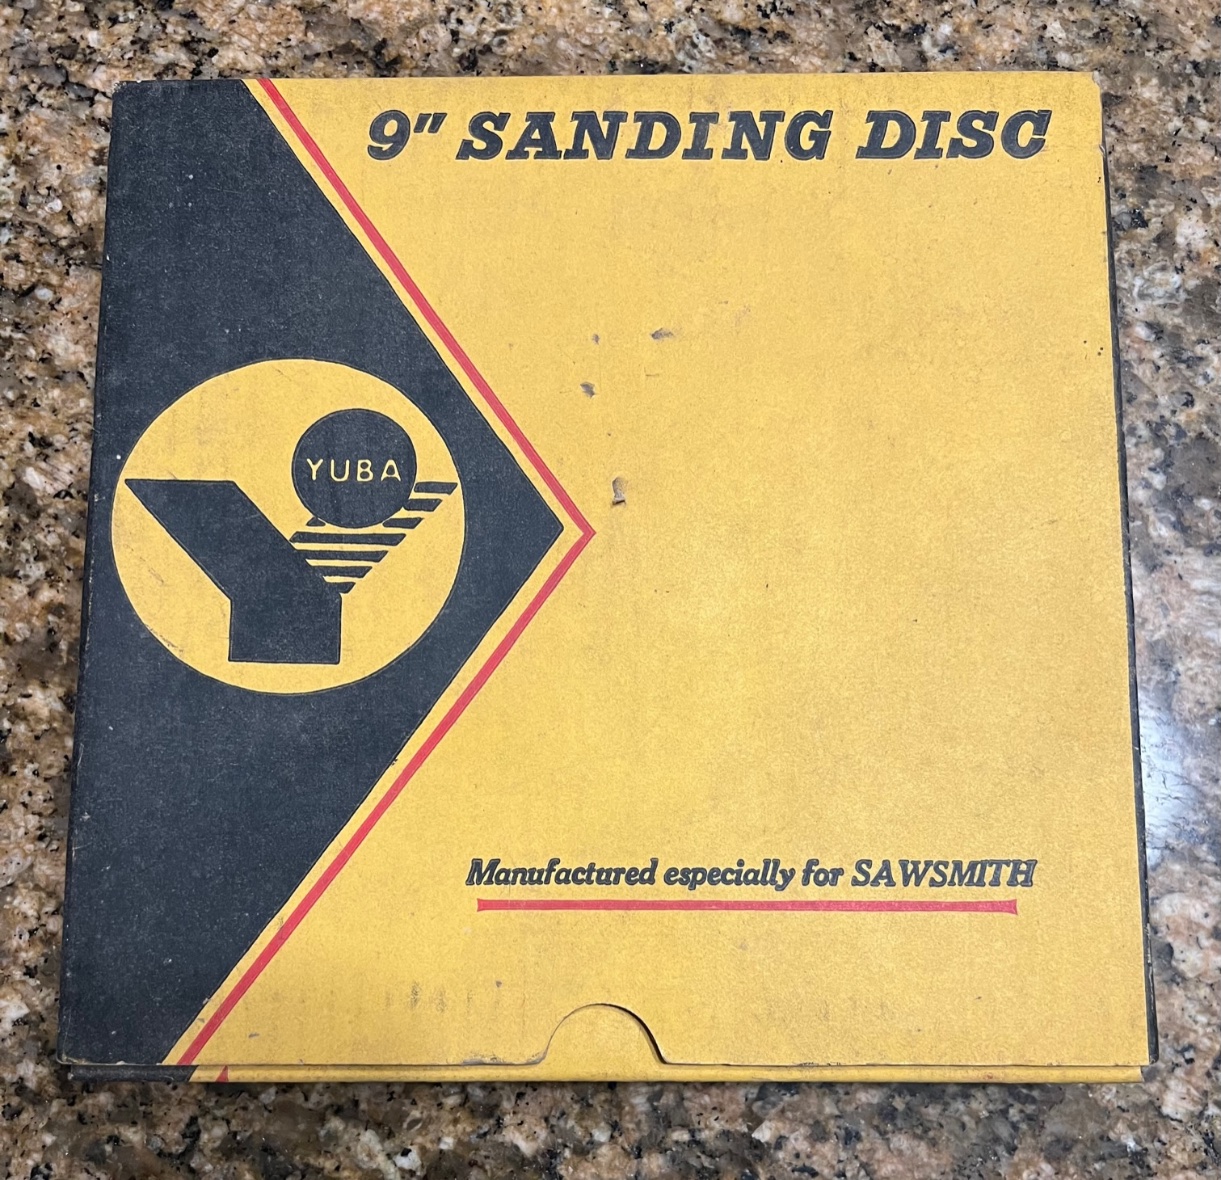 9" SANDING DISC
YUBA
Manufactured especially for SAWSMITH